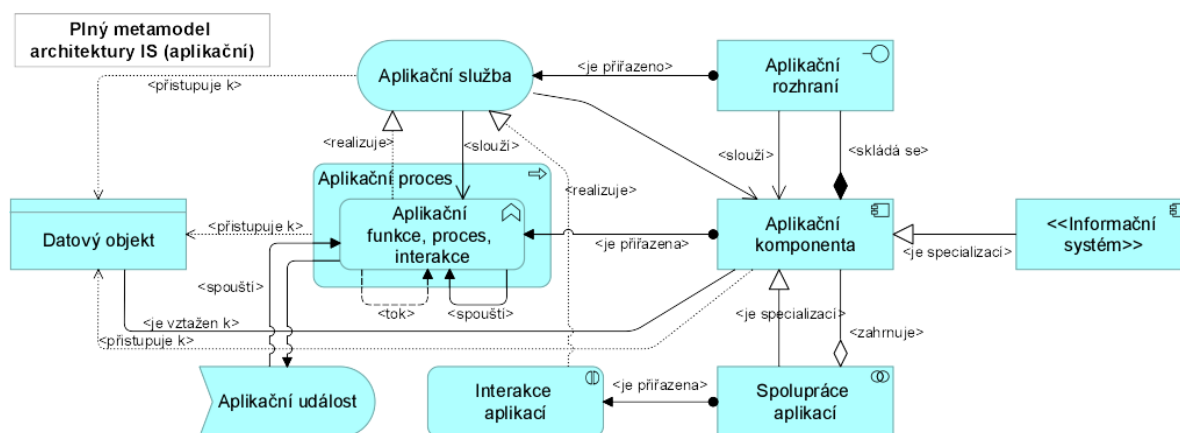 Plný metamodel
architektury IS (aplikační)
Aplikační služba
<je přiřazeno>
Aplikační
rozhraní
<přistupuje k>
<realizuje>
<slouží>
<slouží>
<skládá se>
Aplikační proces
<realizuje>
Datový objekt
<přistupuje k>
Aplikační
funkce, proces,
interakce
<je přiřazena>
Aplikační
komponenta
<je specializací>
<<Informační
systém>>
<spouští>
<tok>
<spouští>
<je vztažen k>
<přistupuje k>
<je specializací>
<zahrnuje>
Aplikační událost
Interakce
aplikací
<je přiřazena>
Spolupráce
aplikací